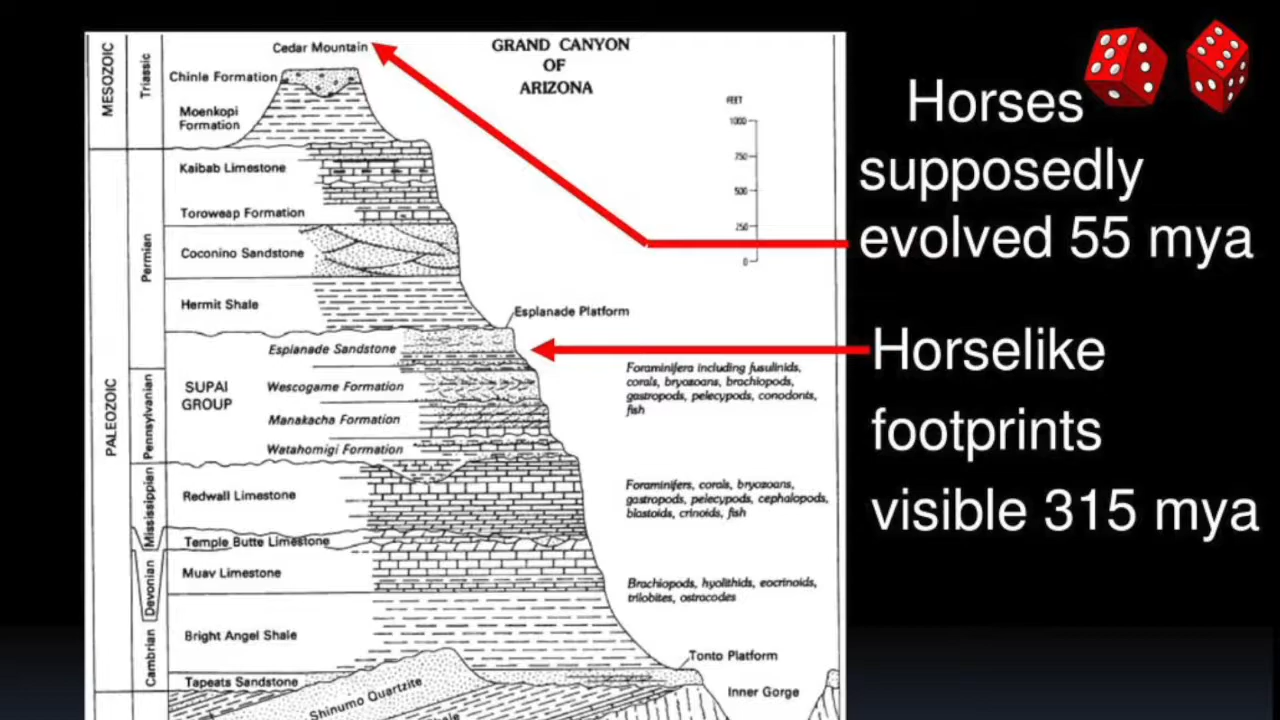 GRAND CANYON
OF
ARIZONA
MESOZOIC
Triassic
Cedar Mountain
Chinle Formation
Moenkopi
Formation
FEET
1000
750
500
250
0
PALEOZOIC
Permian
Kaibab Limestone
Toroweap Formation
Coconino Sandstone
Hermit Shale
Esplanade Platform
Pennsylvanian
SUPAI
GROUP
Esplanade Sandstone
Wescogame Formation
Manakacha Formation
Watahomigi Formation
Foraminifera including fusulinids,
corals, bryozoans, brachiopods,
gastropods, pelecypods, conodonts,
fish
Mississippian
Redwall Limestone
Foraminifers, corals, bryozoans,
gastropods, pelecypods, cephalopods,
blastoids, crinoids, fish
Devonian
Temple Butte Limestone
Cambrian
Muav Limestone
Brachiopods, hyolithids, eocrinoids,
trilobites, ostracodes
Bright Angel Shale
Tonto Platform
Tapeats Sandstone
Shinumo Quartzite
Inner Gorge
Horses
supposedly
evolved 55 mya
Horselike
footprints
visible 315 mya